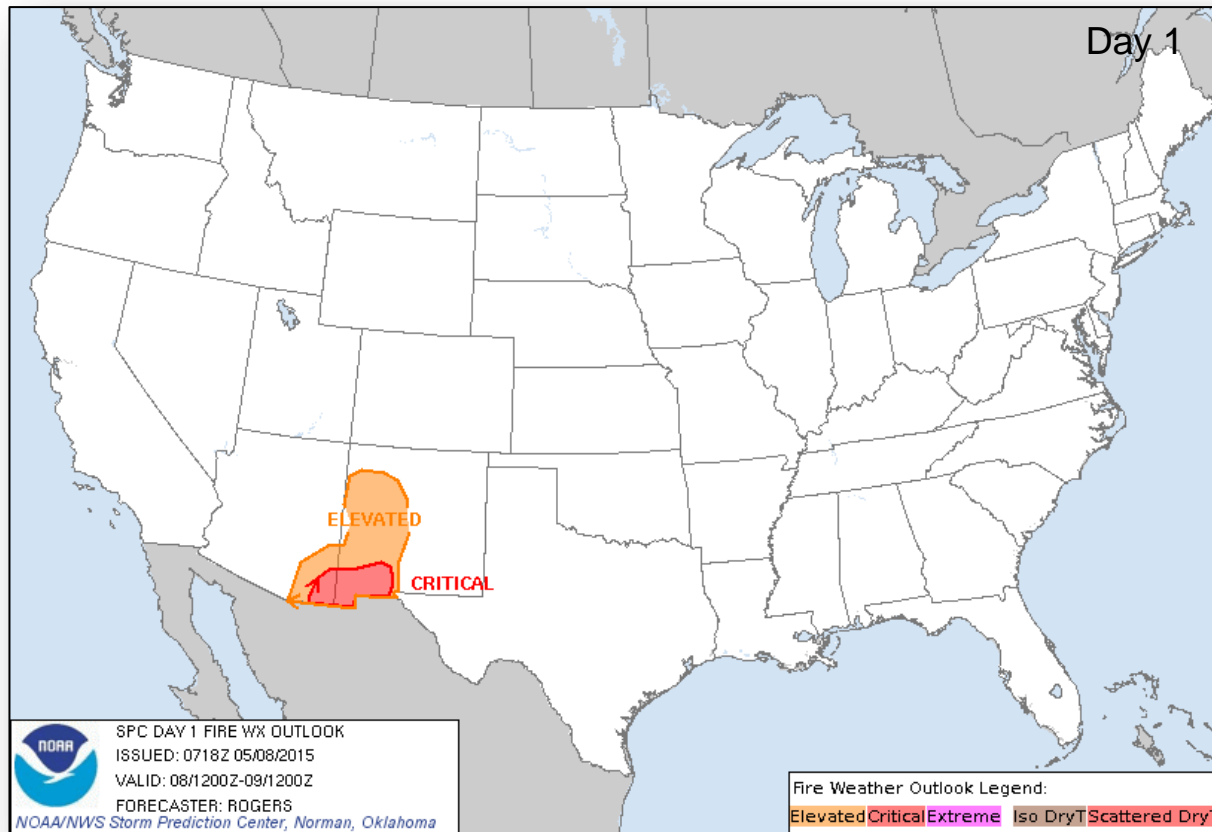 Day 1
ELEVATED
CRITICAL
NOAA
SPC DAY 1 FIRE WX OUTLOOK
ISSUED: 0718Z 05/08/2015
VALID: 08/1200Z-09/1200Z
FORECASTER: ROGERS
NOAA/NWS Storm Prediction Center, Norman, Oklahoma
Fire Weather Outlook Legend:
Elevated Critical Extreme Iso DryT Scattered DryT